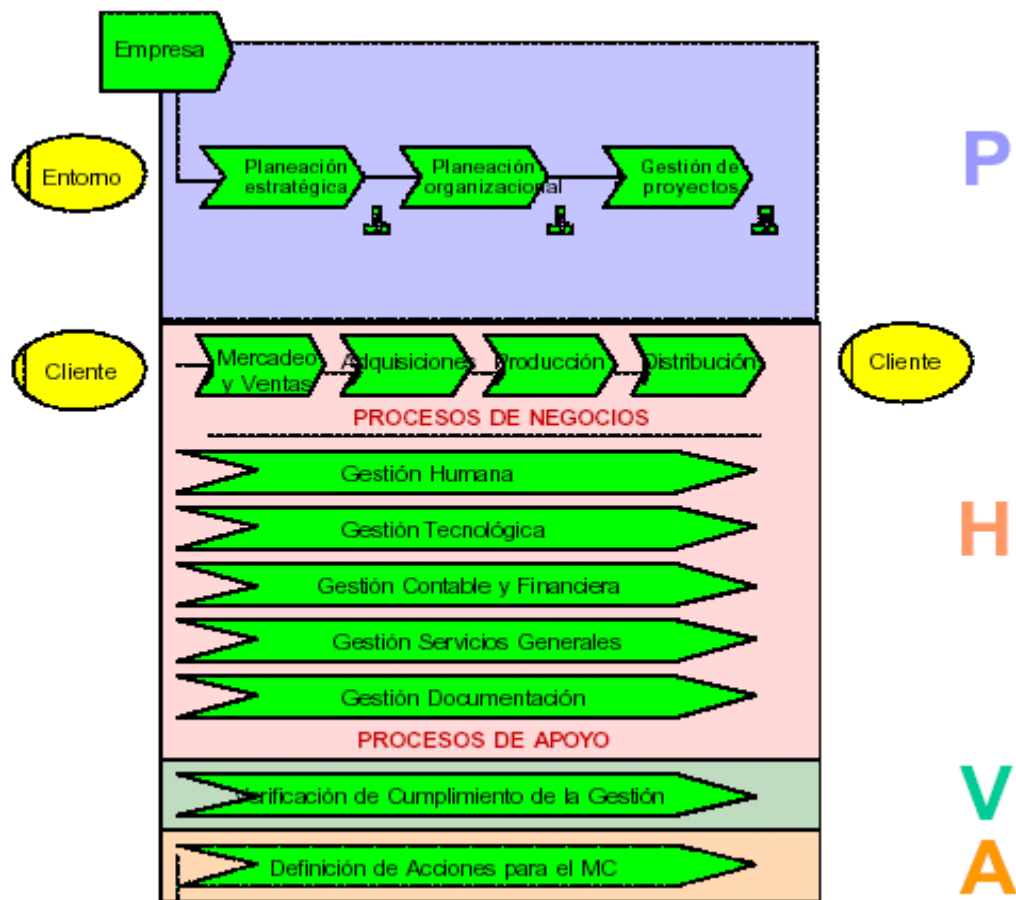 Empresa
P
Entorno
Planeación
estratégica
Planeación
organizacional
Gestión de
proyectos
Cliente
Mercadeo
y Ventas
Adquisiciones
Producción
Distribución
Cliente
PROCESOS DE NEGOCIOS
Gestión Humana
H
Gestión Tecnológica
Gestión Contable y Financiera
Gestión Servicios Generales
Gestión Documentación
PROCESOS DE APOYO
Verificación de Cumplimiento de la Gestión
V
Definición de Acciones para el MC
A